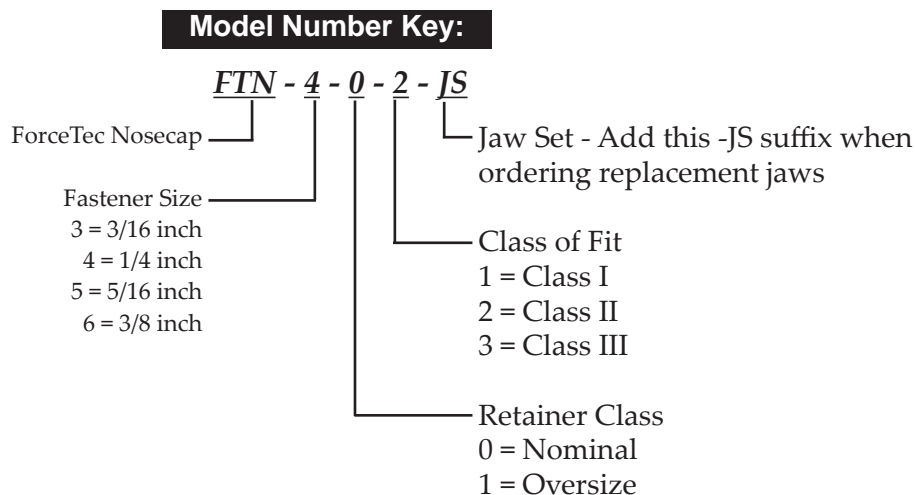 Model Number Key:
FTN - 4 - 0 - 2 - JS
ForceTec Nosecap
Fastener Size
3 = 3/16 inch
4 = 1/4 inch
5 = 5/16 inch
6 = 3/8 inch
Jaw Set - Add this -JS suffix when
ordering replacement jaws
Class of Fit
1 = Class I
2 = Class II
3 = Class III
Retainer Class
0 = Nominal
1 = Oversize